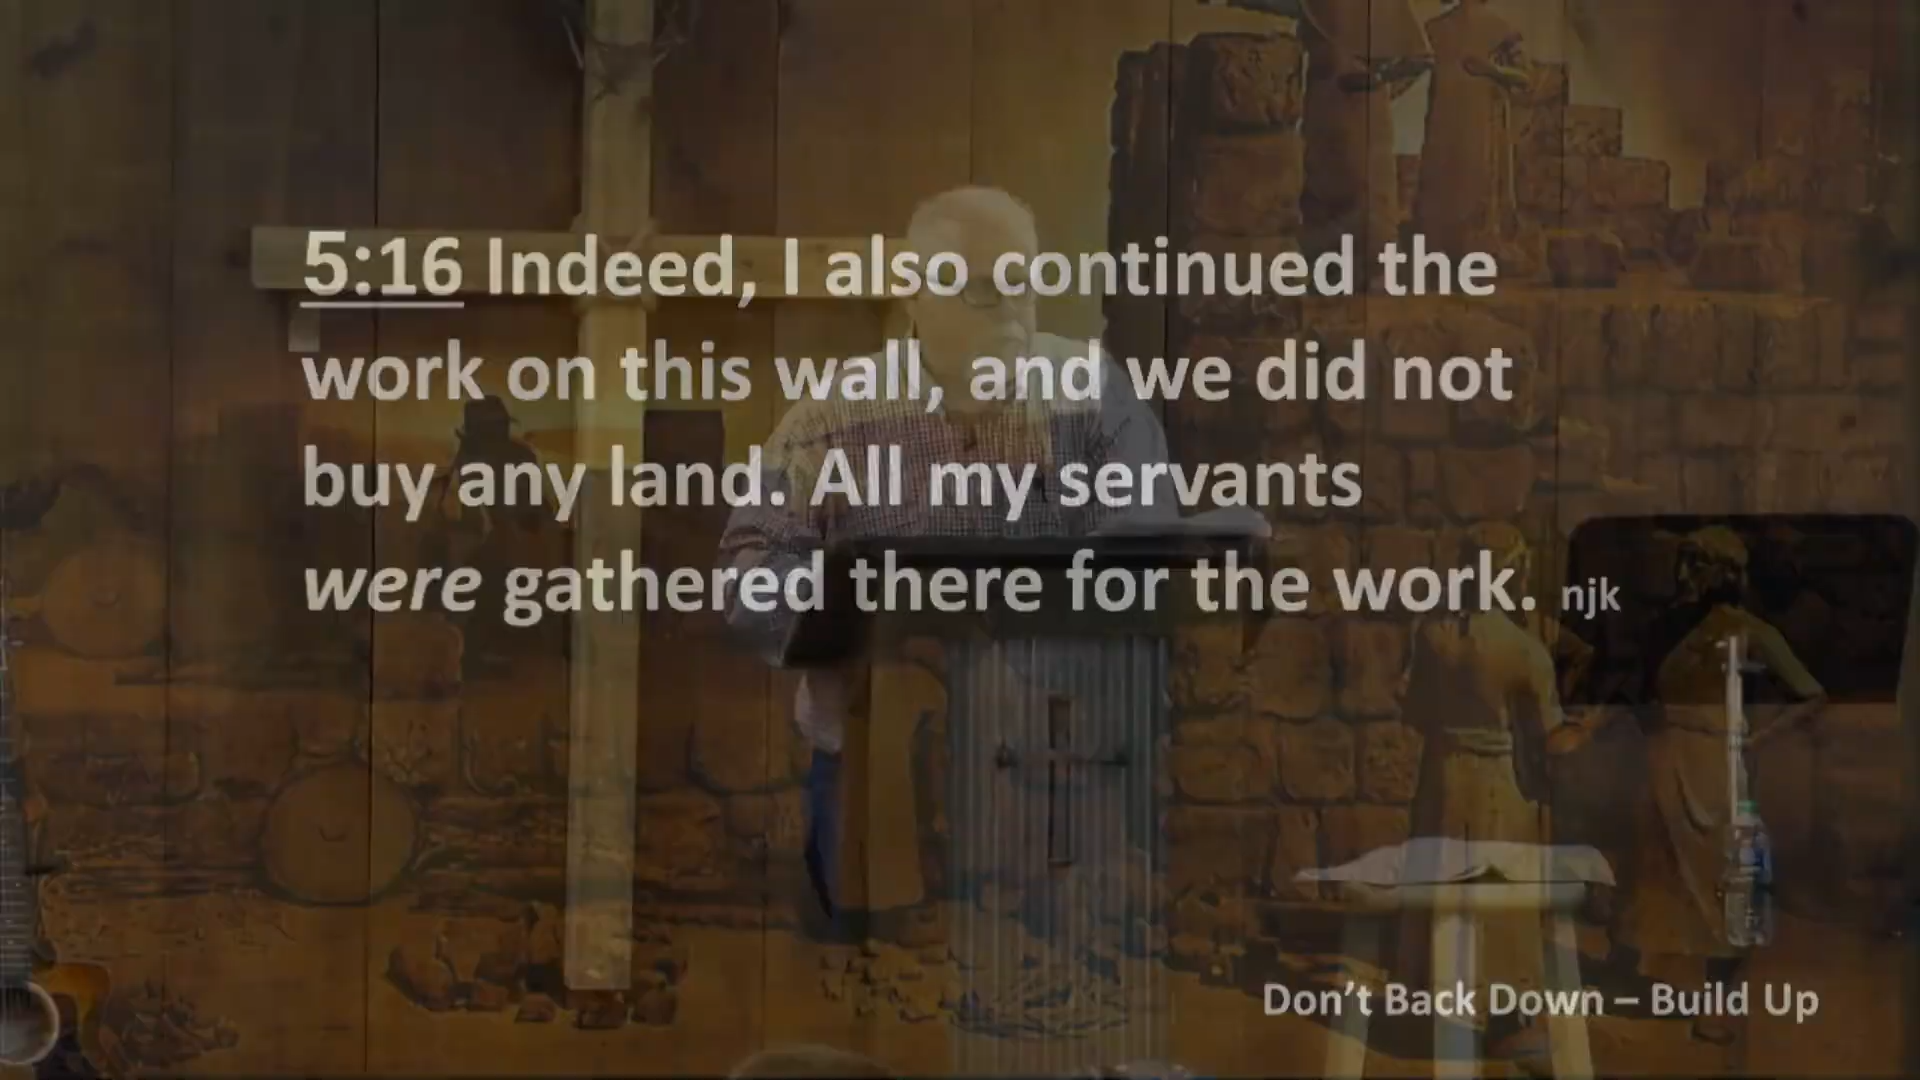 5:16 Indeed, I also continued the
work on this wall, and we did not
buy any land. All my servants
were gathered there for the work. njk
Don’t Back Down – Build Up